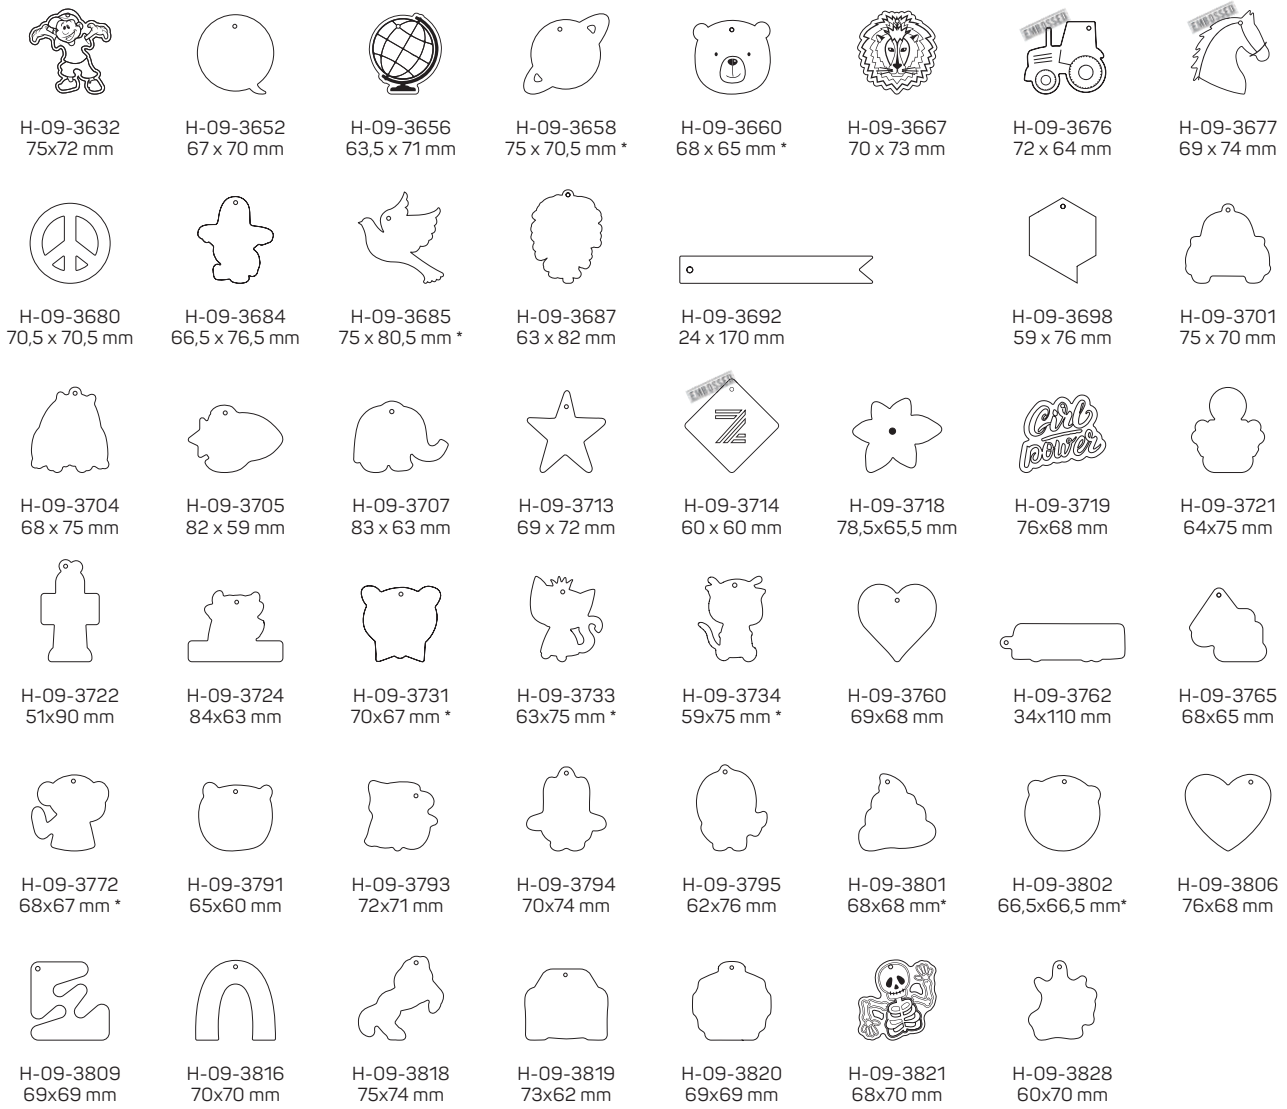 EMBOSSED
EMBOSSED
H-09-3632
75x72 mm
H-09-3652
67 x 70 mm
H-09-3656
63,5 x 71 mm
H-09-3658
75 x 70,5 mm *
H-09-3660
68 x 65 mm *
H-09-3667
70 x 73 mm
H-09-3676
72 x 64 mm
H-09-3677
69 x 74 mm
H-09-3680
70,5 x 70,5 mm
H-09-3684
66,5 x 76,5 mm
H-09-3685
75 x 80,5 mm *
H-09-3687
63 x 82 mm
H-09-3692
24 x 170 mm
H-09-3698
59 x 76 mm
H-09-3701
75 x 70 mm
EMBOSSED
Z
Girl
power
H-09-3704
68 x 75 mm
H-09-3705
82 x 59 mm
H-09-3707
83 x 63 mm
H-09-3713
69 x 72 mm
H-09-3714
60 x 60 mm
H-09-3718
78,5x65,5 mm
H-09-3719
76x68 mm
H-09-3721
64x75 mm
H-09-3722
51x90 mm
H-09-3724
84x63 mm
H-09-3731
70x67 mm *
H-09-3733
63x75 mm *
H-09-3734
59x75 mm *
H-09-3760
69x68 mm
H-09-3762
34x110 mm
H-09-3765
68x65 mm
H-09-3772
68x67 mm *
H-09-3791
65x60 mm
H-09-3793
72x71 mm
H-09-3794
70x74 mm
H-09-3795
62x76 mm
H-09-3801
68x68 mm*
H-09-3802
66,5x66,5 mm*
H-09-3806
76x68 mm
H-09-3809
69x69 mm
H-09-3816
70x70 mm
H-09-3818
75x74 mm
H-09-3819
73x62 mm
H-09-3820
69x69 mm
H-09-3821
68x70 mm
H-09-3828
60x70 mm